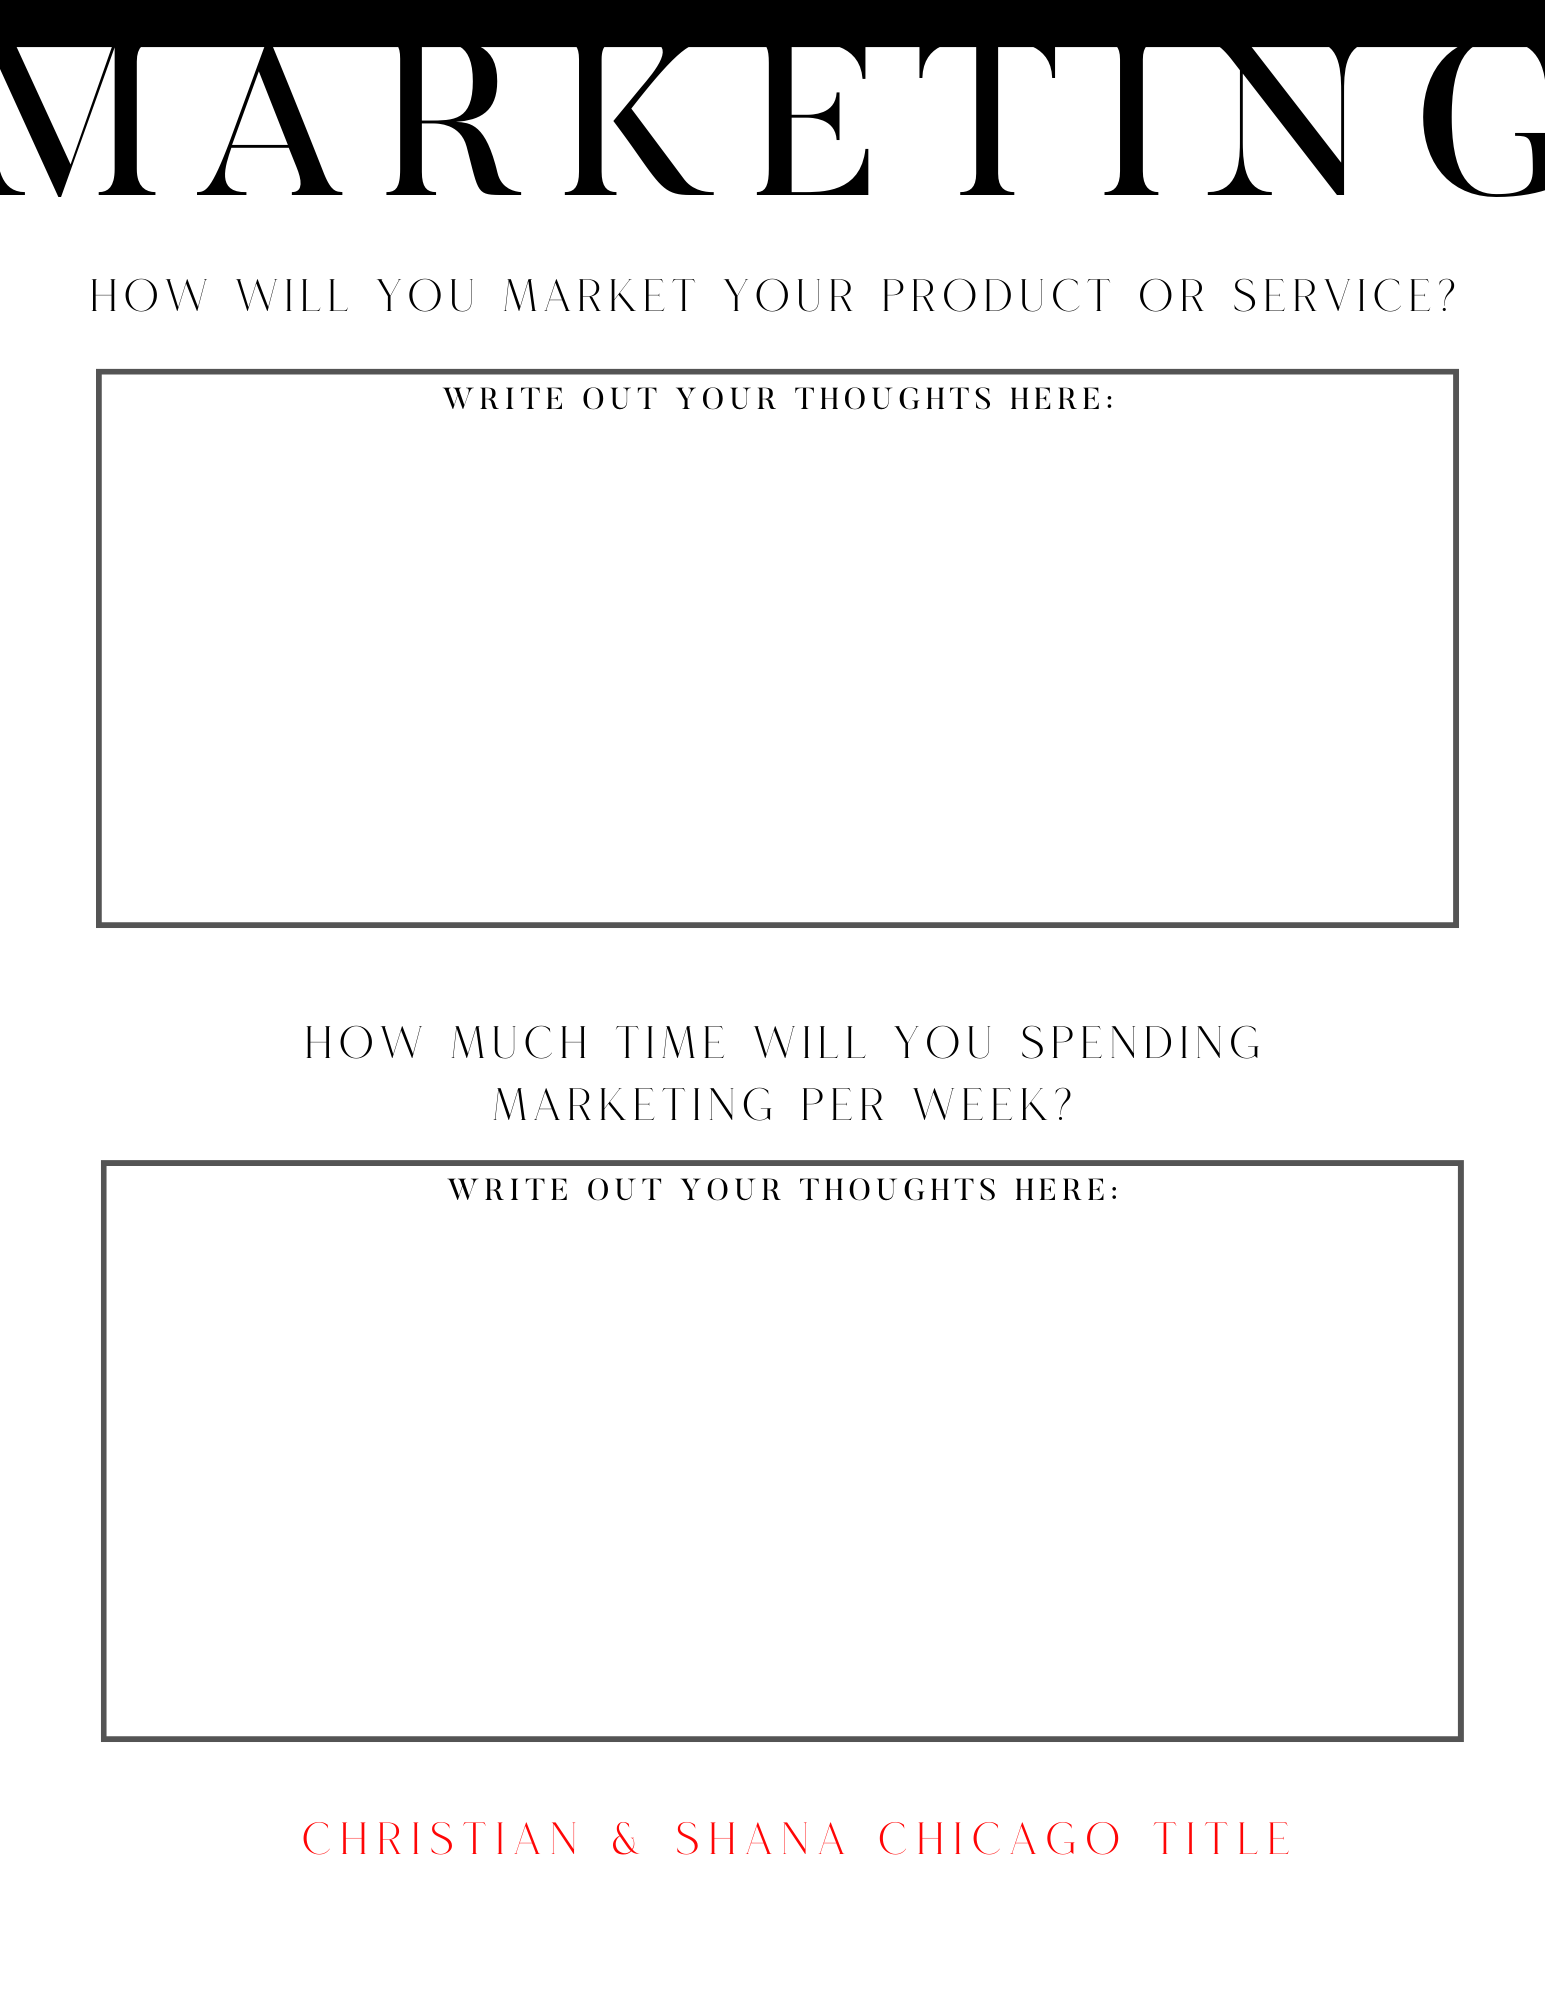 MARKETING
HOW WILL YOU MARKET YOUR PRODUCT OR SERVICE?
WRITE OUT YOUR THOUGHTS HERE:
HOW MUCH TIME WILL YOU SPENDING
MARKETING PER WEEK?
WRITE OUT YOUR THOUGHTS HERE:
CHRISTIAN & SHANA CHICAGO TITLE